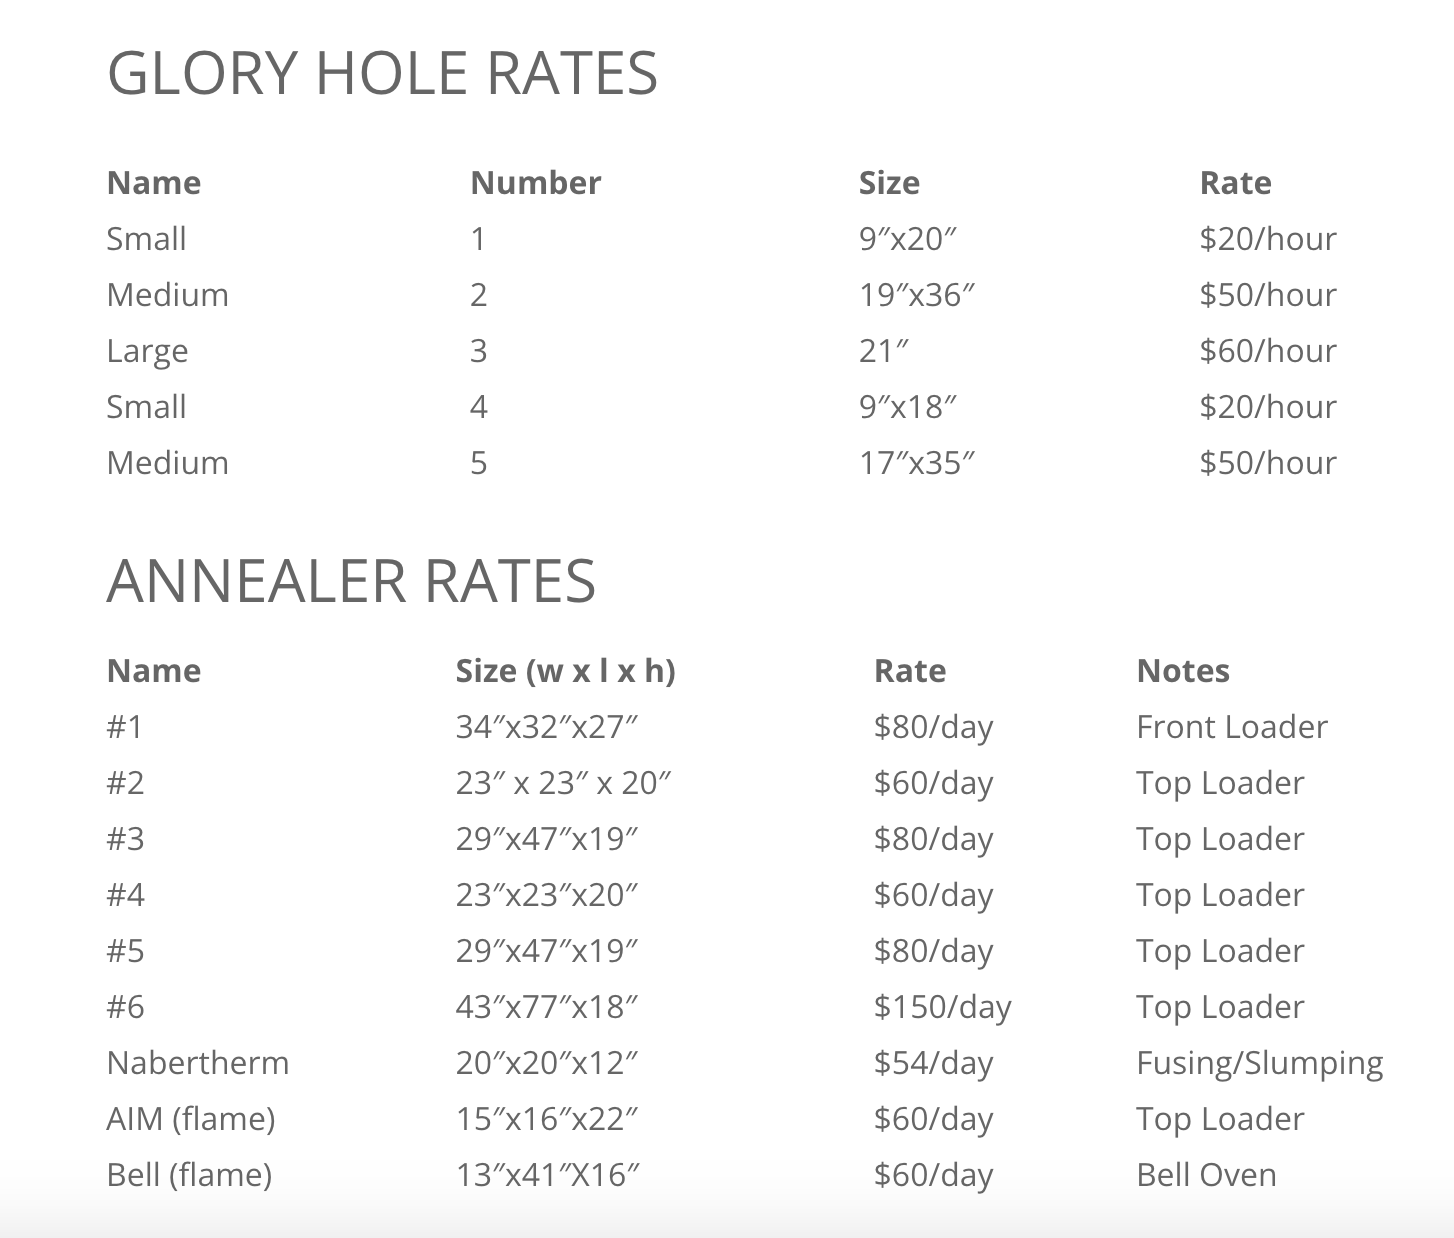 GLORY HOLE RATES
Name Number Size Rate
Small 1 9″x20″ $20/hour
Medium 2 19″x36″ $50/hour
Large 3 21″ $60/hour
Small 4 9″x18″ $20/hour
Medium 5 17″x35″ $50/hour
ANNEALER RATES
Name Size (w x l x h) Rate Notes
#1 34″x32″x27″ $80/day Front Loader
#2 23″ x 23″ x 20″ $60/day Top Loader
#3 29″x47″x19″ $80/day Top Loader
#4 23″x23″x20″ $60/day Top Loader
#5 29″x47″x19″ $80/day Top Loader
#6 43″x77″x18″ $150/day Top Loader
Nabertherm 20″x20″x12″ $54/day Fusing/Slumping
AIM (flame) 15″x16″x22″ $60/day Top Loader
Bell (flame) 13″x41″X16″ $60/day Bell Oven